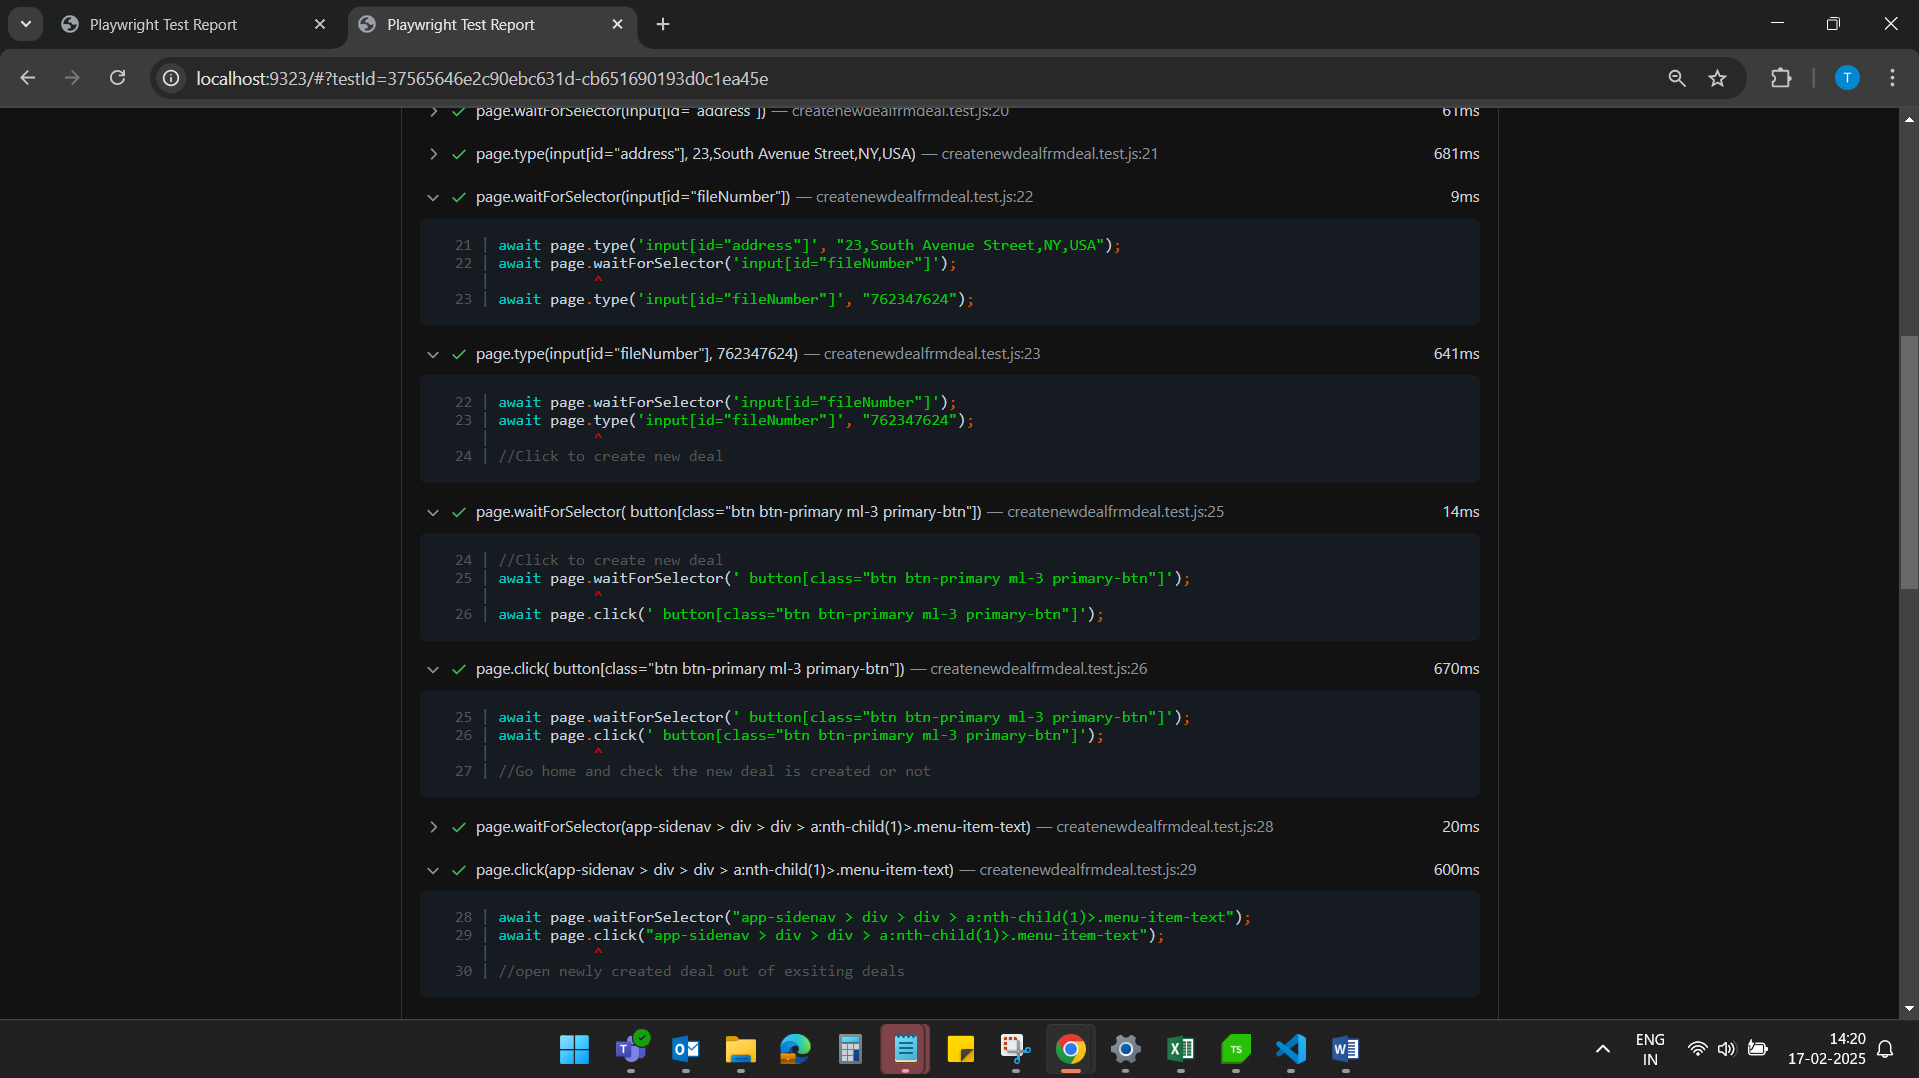 Playwright Test Report
Playwright Test Report
localhost:9323/#?testId=37565646e2c90ebc631d-cb651690193d0c1ea45e
T
page.waitForSelector(input[id="address"]) — createnewdealfrmdeal.test.js:20 61ms
page.type(input[id="address"], 23,South Avenue Street,NY,USA) — createnewdealfrmdeal.test.js:21 681ms
page.waitForSelector(input[id="fileNumber"]) — createnewdealfrmdeal.test.js:22 9ms
21 | await page.type('input[id="address"]', "23,South Avenue Street,NY,USA");
22 | await page.waitForSelector('input[id="fileNumber"]');
| ^
23 | await page.type('input[id="fileNumber"]', "762347624");
page.type(input[id="fileNumber"], 762347624) — createnewdealfrmdeal.test.js:23 641ms
22 | await page.waitForSelector('input[id="fileNumber"]');
23 | await page.type('input[id="fileNumber"]', "762347624");
| ^
24 | //Click to create new deal
page.waitForSelector( button[class="btn btn-primary ml-3 primary-btn"]) — createnewdealfrmdeal.test.js:25 14ms
24 | //Click to create new deal
25 | await page.waitForSelector(' button[class="btn btn-primary ml-3 primary-btn"]');
| ^
26 | await page.click(' button[class="btn btn-primary ml-3 primary-btn"]');
page.click( button[class="btn btn-primary ml-3 primary-btn"]) — createnewdealfrmdeal.test.js:26 670ms
25 | await page.waitForSelector(' button[class="btn btn-primary ml-3 primary-btn"]');
26 | await page.click(' button[class="btn btn-primary ml-3 primary-btn"]');
| ^
27 | //Go home and check the new deal is created or not
page.waitForSelector(app-sidenav > div > div > a:nth-child(1)>.menu-item-text) — createnewdealfrmdeal.test.js:28 20ms
page.click(app-sidenav > div > div > a:nth-child(1)>.menu-item-text) — createnewdealfrmdeal.test.js:29 600ms
28 | await page.waitForSelector("app-sidenav > div > div > a:nth-child(1)>.menu-item-text");
29 | await page.click("app-sidenav > div > div > a:nth-child(1)>.menu-item-text");
| ^
30 | //open newly created deal out of exsiting deals
ENG
IN
14:20
17-02-2025